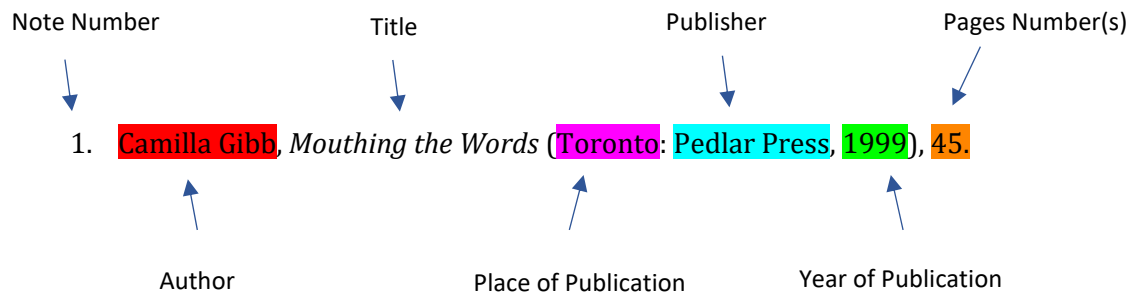 Note Number Title Publisher Pages Number(s)
1. Camilla Gibb, Mouthing the Words (Toronto: Pedlar Press, 1999), 45.
Author Place of Publication Year of Publication